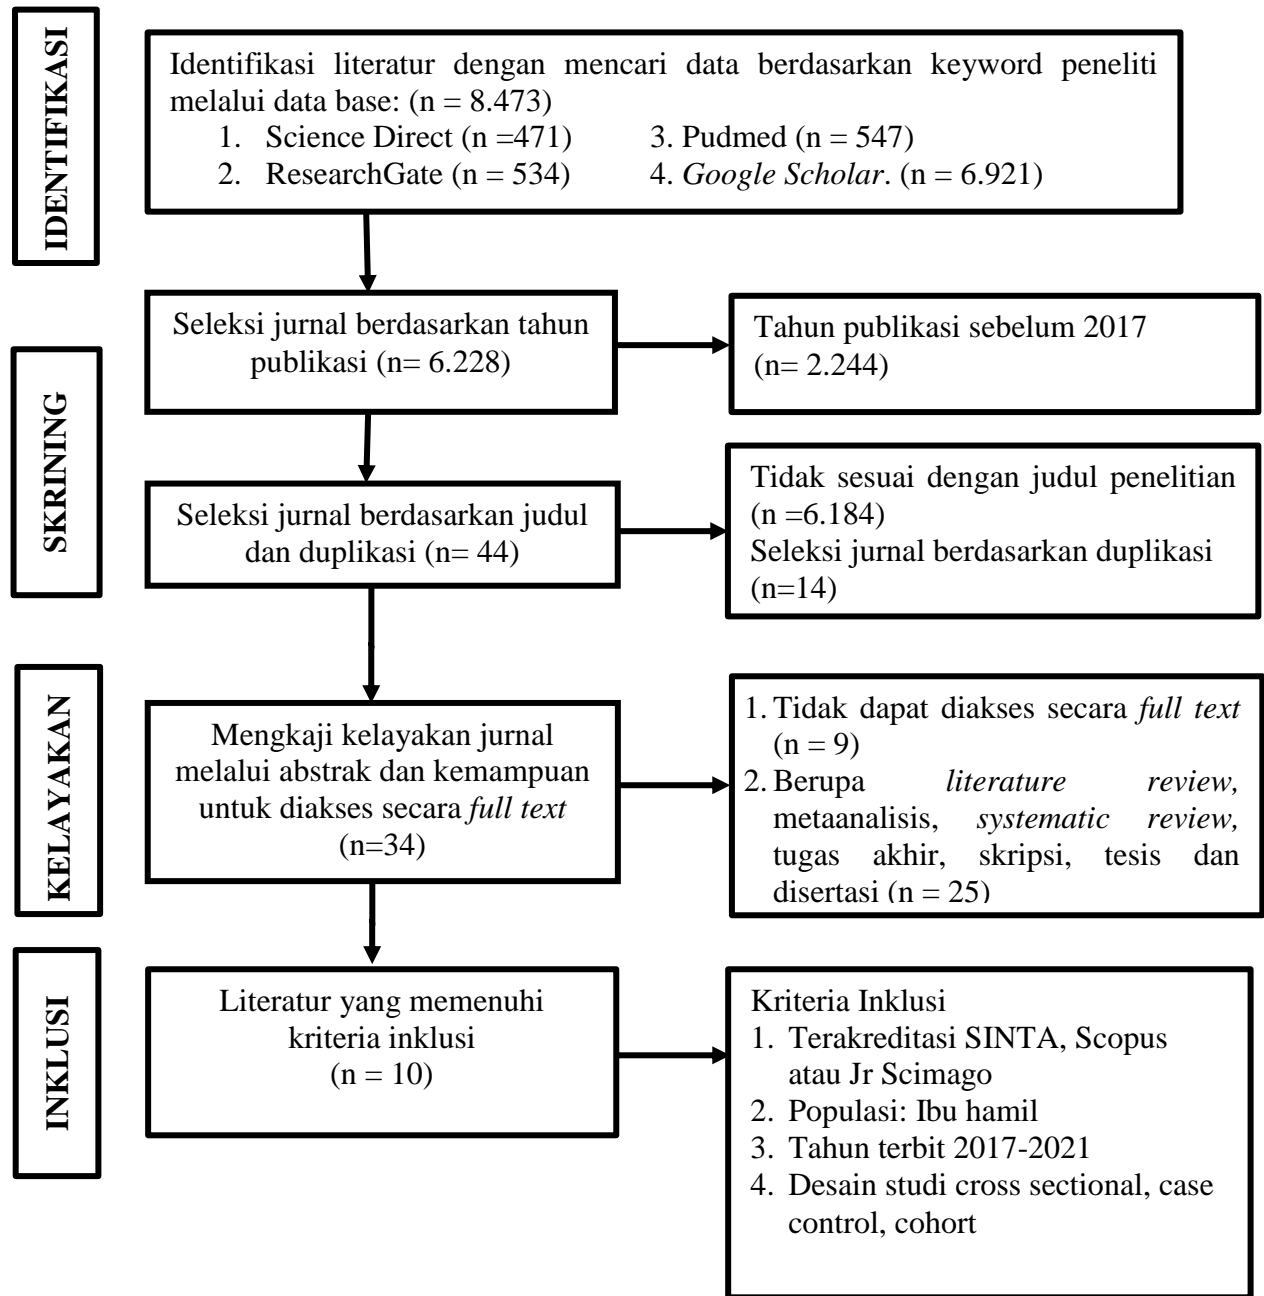 IDENTIFIKASI
Identifikasi literatur dengan mencari data berdasarkan keyword peneliti
melalui data base: (n = 8.473)
1. Science Direct (n =471) 3. Pudmed (n = 547)
2. ResearchGate (n = 534) 4. Google Scholar. (n = 6.921)
SKRINING
Seleksi jurnal berdasarkan tahun
publikasi (n= 6.228)
Tahun publikasi sebelum 2017
(n= 2.244)
Seleksi jurnal berdasarkan judul
dan duplikasi (n= 44)
Tidak sesuai dengan judul penelitian
(n =6.184)
Seleksi jurnal berdasarkan duplikasi
(n=14)
KELAYAKAN
Mengkaji kelayakan jurnal
melalui abstrak dan kemampuan
untuk diakses secara full text
(n=34)
1. Tidak dapat diakses secara full text
(n = 9)
2. Berupa literature review,
metaanalisis, systematic review,
tugas akhir, skripsi, tesis dan
disertasi (n = 25)
INKLUSI
Literatur yang memenuhi
kriteria inklusi
(n = 10)
Kriteria Inklusi
1. Terakreditasi SINTA, Scopus
atau Jr Scimago
2. Populasi: Ibu hamil
3. Tahun terbit 2017-2021
4. Desain studi cross sectional, case
control, cohort